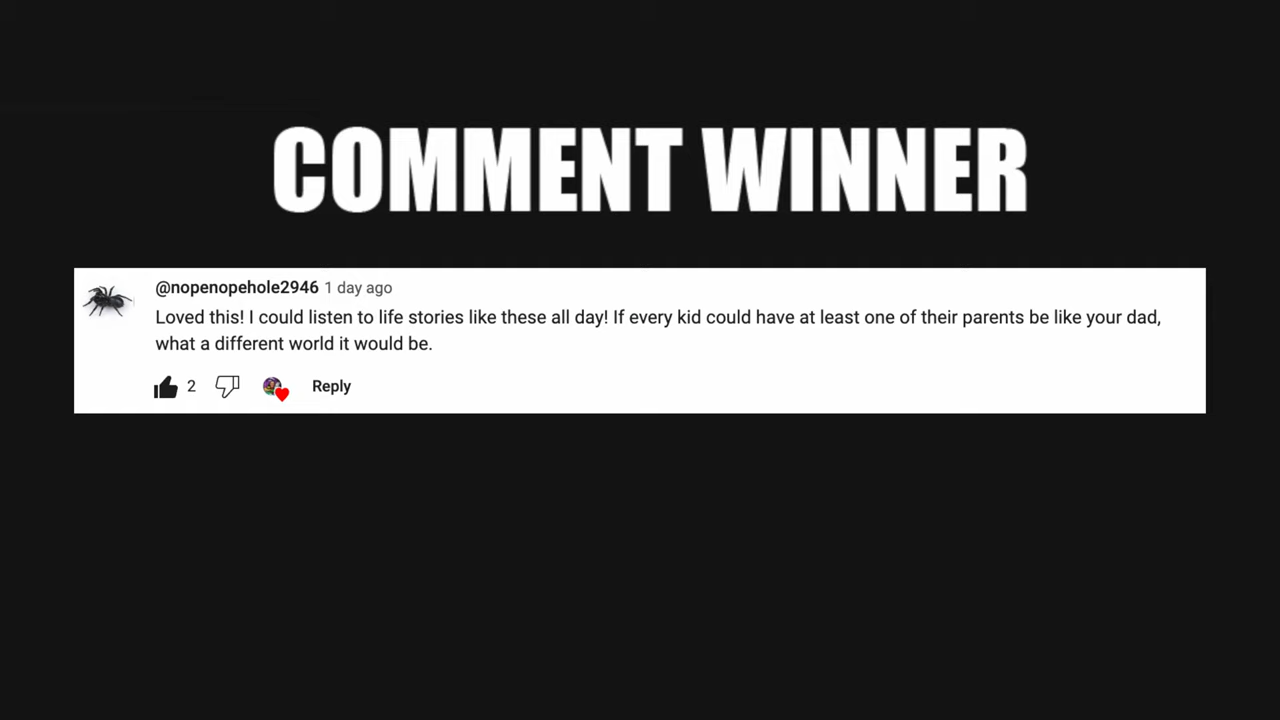 COMMENT WINNER
@nopenopehole2946 1 day ago
Loved this! I could listen to life stories like these all day! If every kid could have at least one of their parents be like your dad,
what a different world it would be.
2 Reply